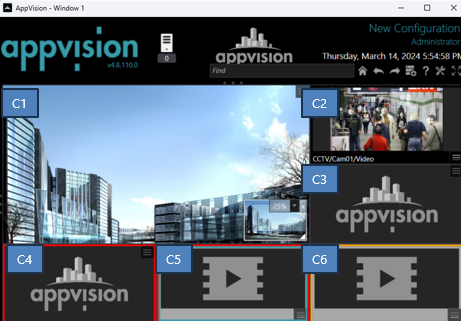 AppVision - Window 1
appvision
v4.8.110.0
0
appvision
New Configuration
Administrator
Thursday, March 14, 2024 5:54:58 PM
Find
C1
C2
CCTV/Cam01/Video
C3
25%
appvision
C4
C5
C6
appvision